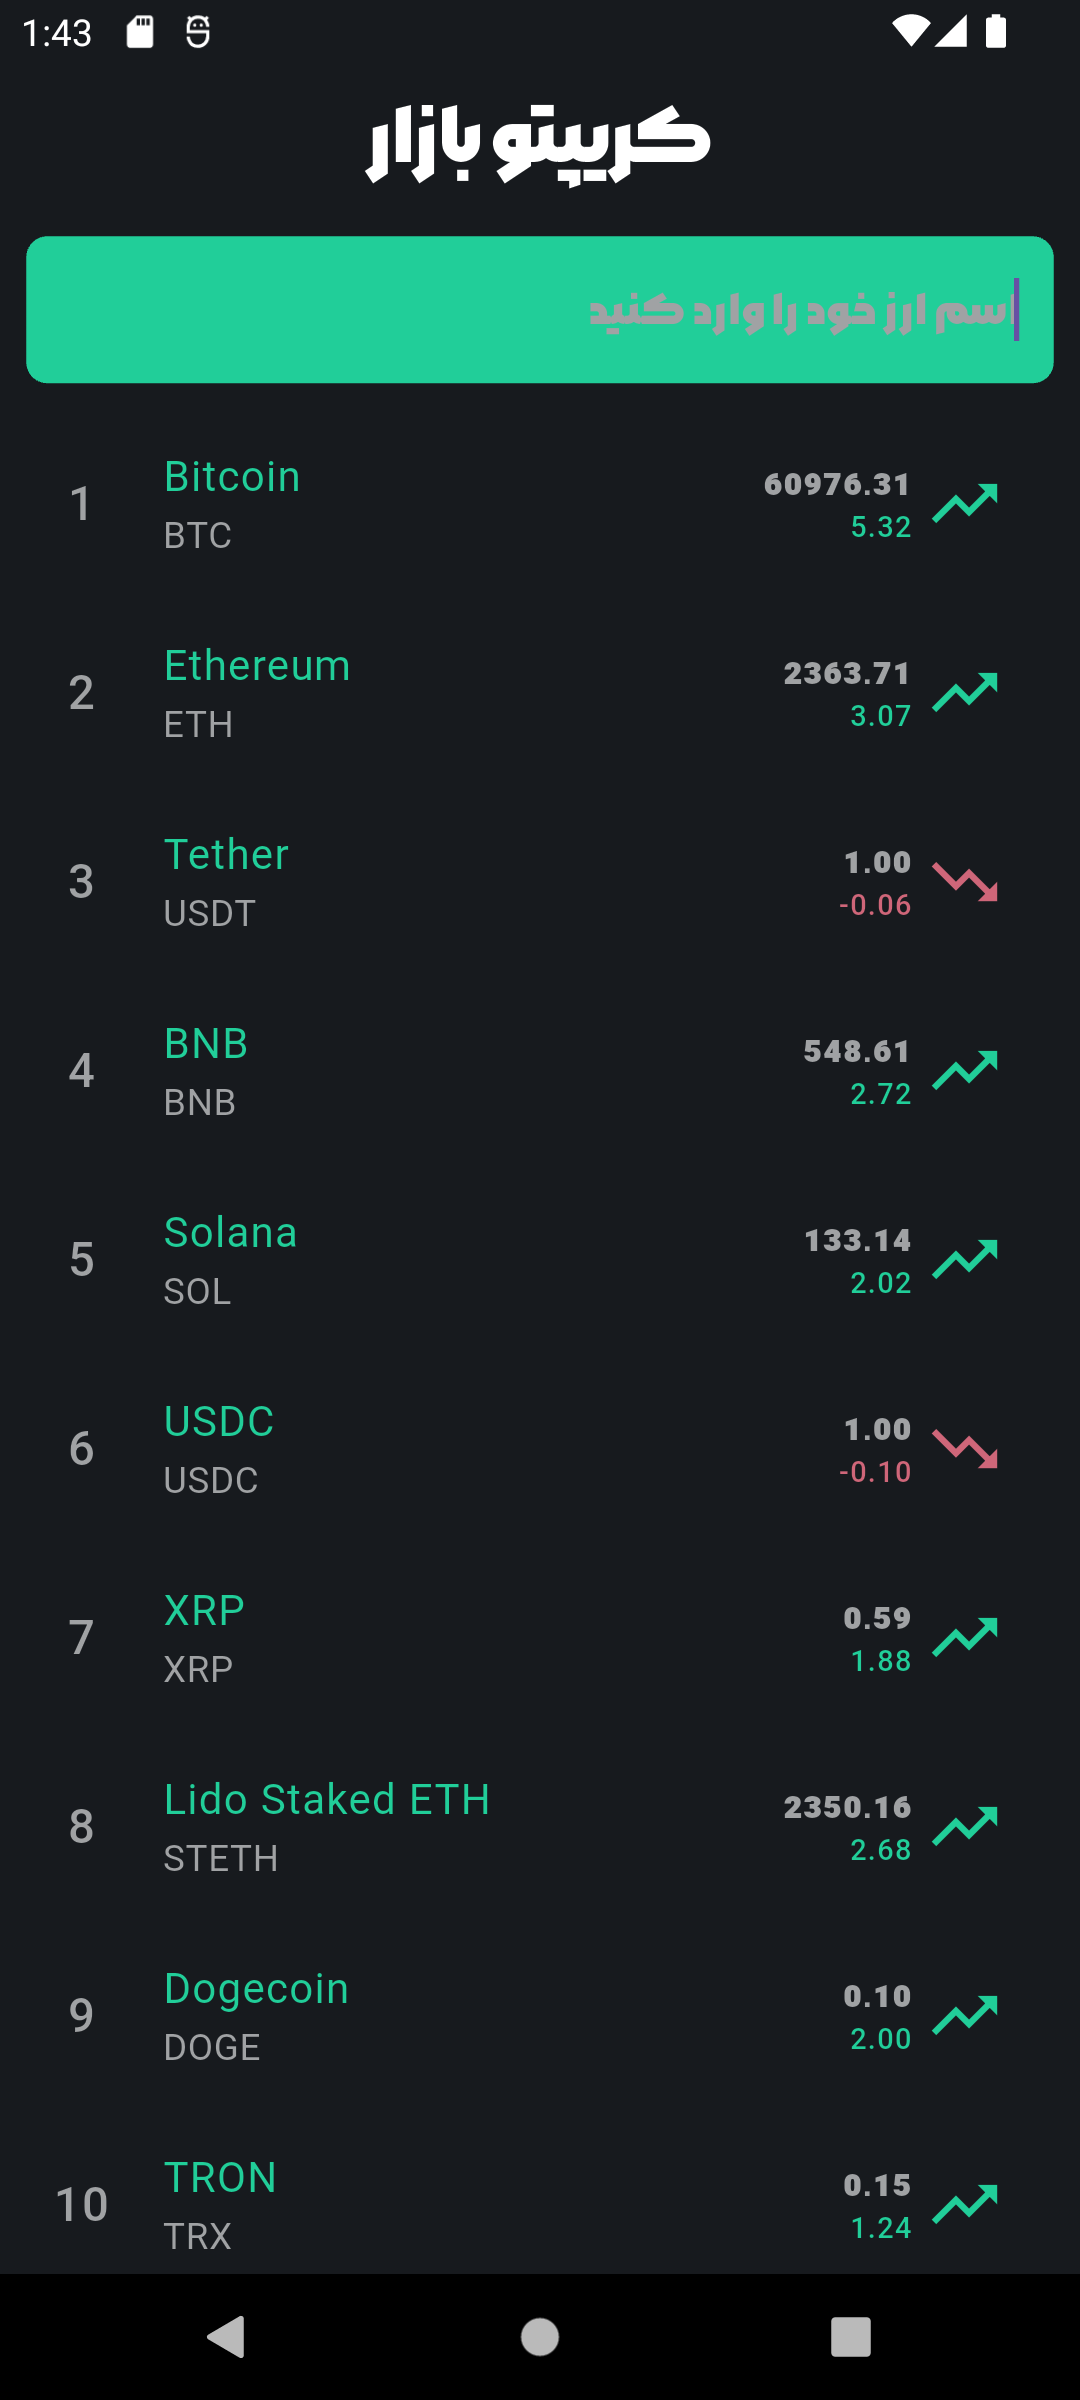 1:43
کریپتو بازار
اسم ارز خود را وارد کنید
1
Bitcoin
BTC
60976.31
5.32
2
Ethereum
ETH
2363.71
3.07
3
Tether
USDT
1.00
-0.06
4
BNB
BNB
548.61
2.72
5
Solana
SOL
133.14
2.02
6
USDC
USDC
1.00
-0.10
7
XRP
XRP
0.59
1.88
8
Lido Staked ETH
STETH
2350.16
2.68
9
Dogecoin
DOGE
0.10
2.00
10
TRON
TRX
0.15
1.24